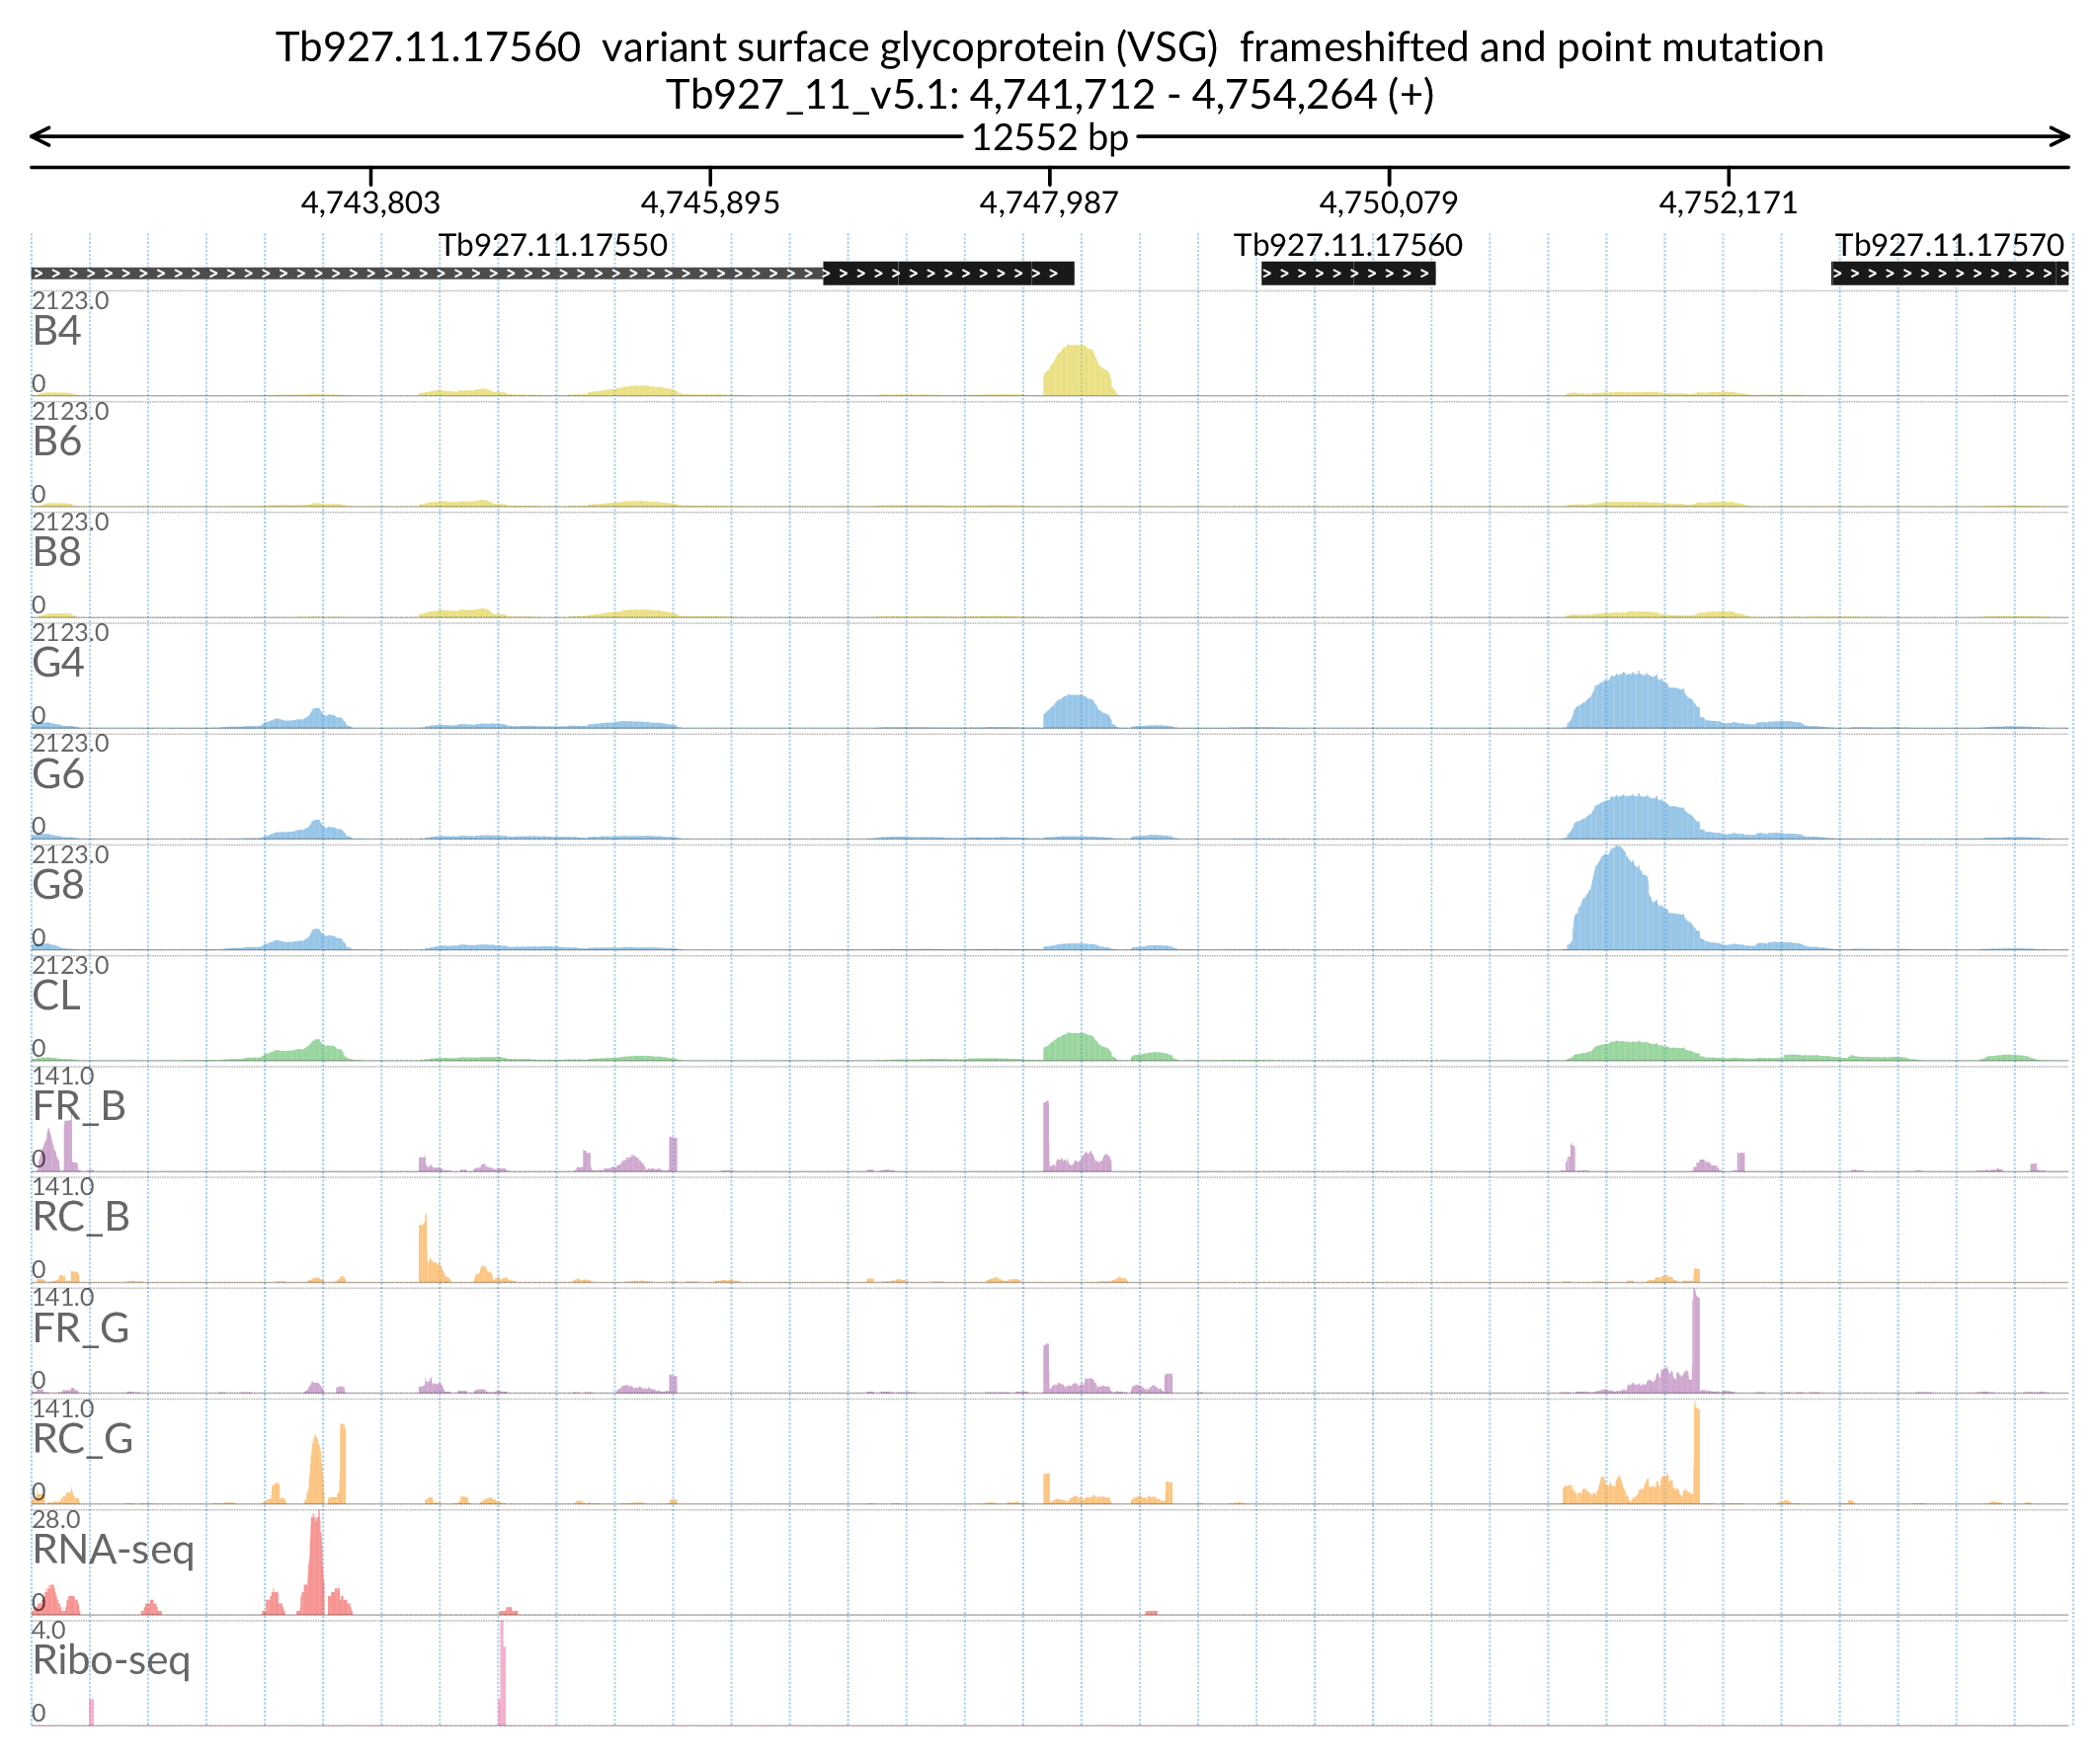 Tb927.11.17560 variant surface glycoprotein (VSG) frameshifted and point mutation
Tb927_11_v5.1: 4,741,712 - 4,754,264 (+)
12552 bp
4,743,803 4,745,895 4,747,987 4,750,079 4,752,171
Tb927.11.17550 Tb927.11.17560 Tb927.11.17570
2123.0
B4
0
2123.0
B6
0
2123.0
B8
0
2123.0
G4
0
2123.0
G6
0
2123.0
G8
0
2123.0
CL
0
141.0
FR_B
0
141.0
RC_B
0
141.0
FR_G
0
141.0
RC_G
0
28.0
RNA-seq
0
4.0
Ribo-seq
0